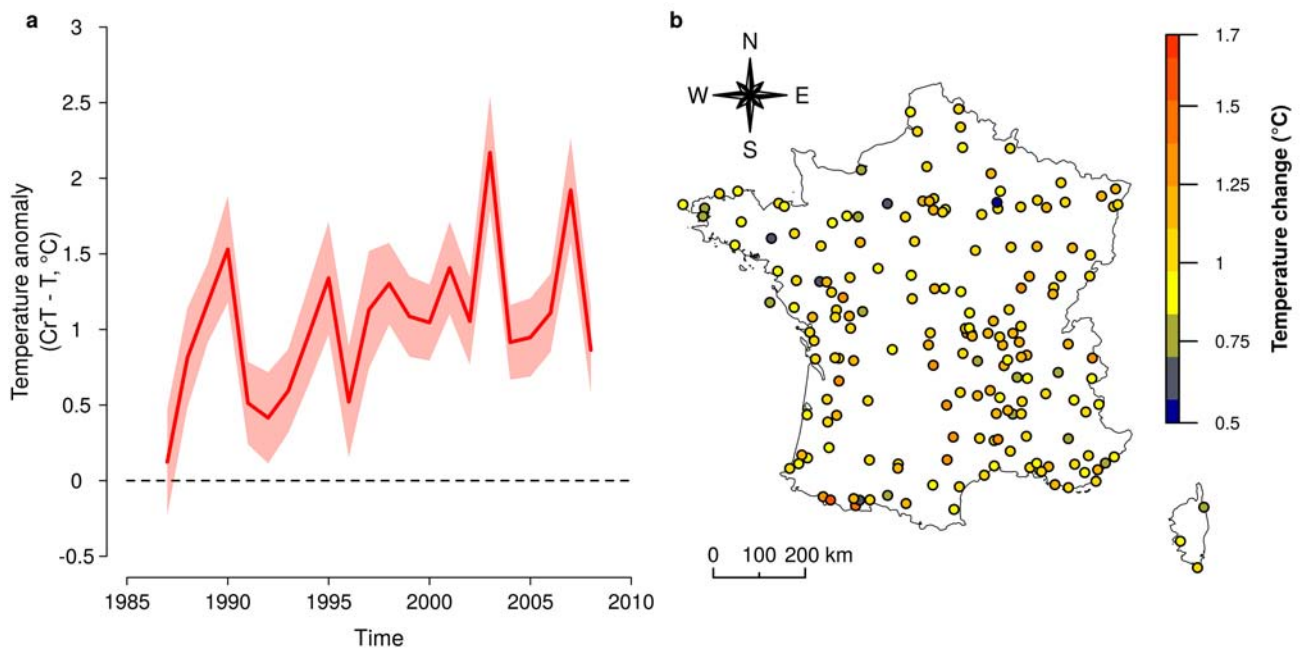 a
3
2.5
2
1.5
1
0.5
0
-0.5
Temperature anomaly
(CrT - T, °C)
1985 1990 1995 2000 2005 2010
Time
b
N
W E
S
0 100 200 km
1.7
1.5
1.25
1
0.75
0.5
Temperature change (°C)